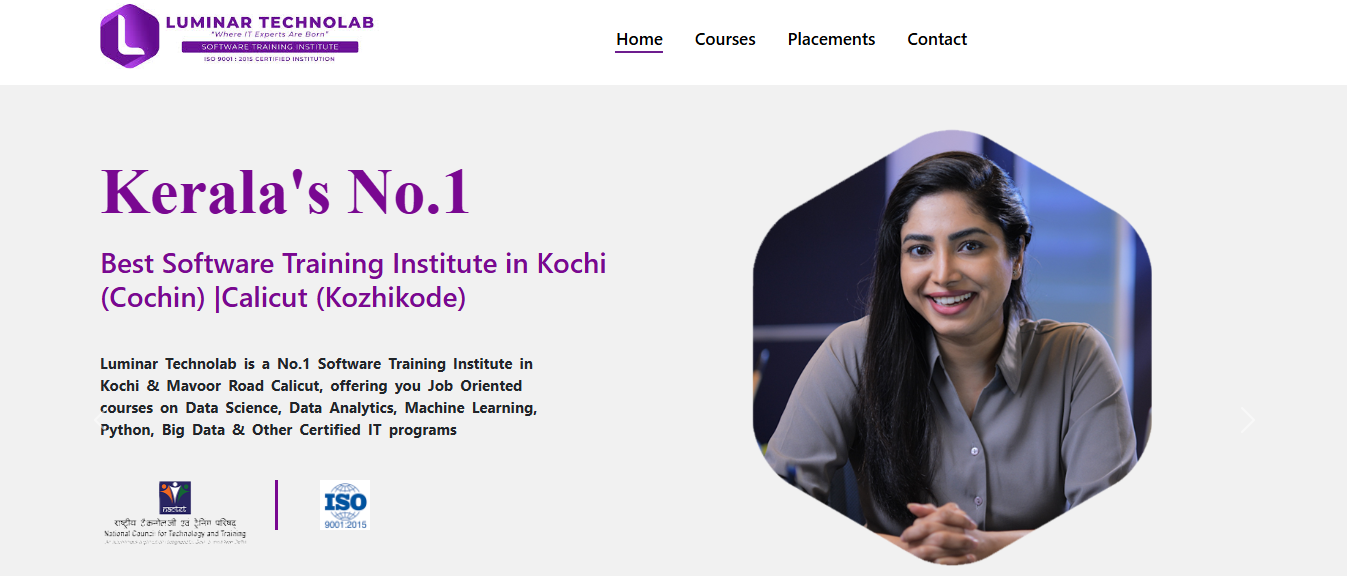 LUMINAR TECHNOLAB
"Where IT Experts Are Born"
SOFTWARE TRAINING INSTITUTE
ISO 9001 : 2015 CERTIFIED INSTITUTION
Home
Courses
Placements
Contact
Kerala's No.1
Best Software Training Institute in Kochi
(Cochin) |Calicut (Kozhikode)
Luminar Technolab is a No.1 Software Training Institute in
Kochi & Mavoor Road Calicut, offering you Job Oriented
courses on Data Science, Data Analytics, Machine Learning,
Python, Big Data & Other Certified IT programs
nactet
राष्ट्रीय टैक्नोलजी एवं ट्रैनिंग परिषद
National Council for Technology and Training
ISO
9001:2015